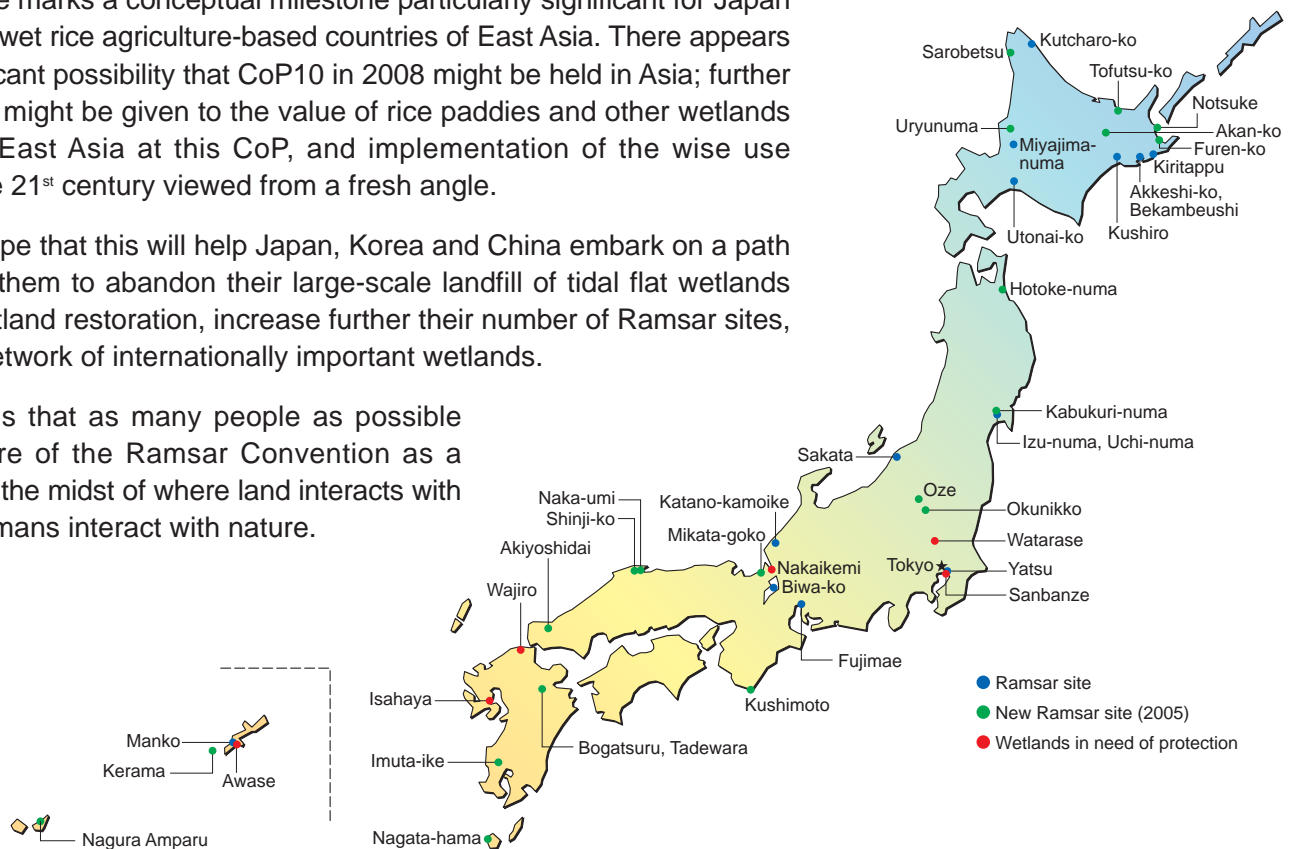 e marks a conceptual milestone particularly significant for Japan
wet rice agriculture-based countries of East Asia. There appears
cant possibility that CoP10 in 2008 might be held in Asia; further
might be given to the value of rice paddies and other wetlands
East Asia at this CoP, and implementation of the wise use
e 21st century viewed from a fresh angle.
pe that this will help Japan, Korea and China embark on a path
them to abandon their large-scale landfill of tidal flat wetlands
tland restoration, increase further their number of Ramsar sites,
etwork of internationally important wetlands.
s that as many people as possible
re of the Ramsar Convention as a
the midst of where land interacts with
mans interact with nature.
Sarobetsu
Kutcharo-ko
Tofutsu-ko
Notsuke
Uryunuma
Akan-ko
Miyajima-
numa
Furen-ko
Kiritappu
Akkeshi-ko,
Bekambeushi
Utonai-ko
Kushiro
Hotoke-numa
Kabukuri-numa
Izu-numa, Uchi-numa
Sakata
Oze
Naka-umi
Katano-kamoike
Okunikko
Shinji-ko
Mikata-goko
Watarase
Akiyoshidai
Nakaikemi
Tokyo
Yatsu
Wajiro
Biwa-ko
Sanbanze
Fujimae
Isahaya
Kushimoto
Manko
Bogatsuru, Tadewara
Kerama
Awase
Imuta-ike
Nagura Amparu
Nagata-hama
Ramsar site
New Ramsar site (2005)
Wetlands in need of protection